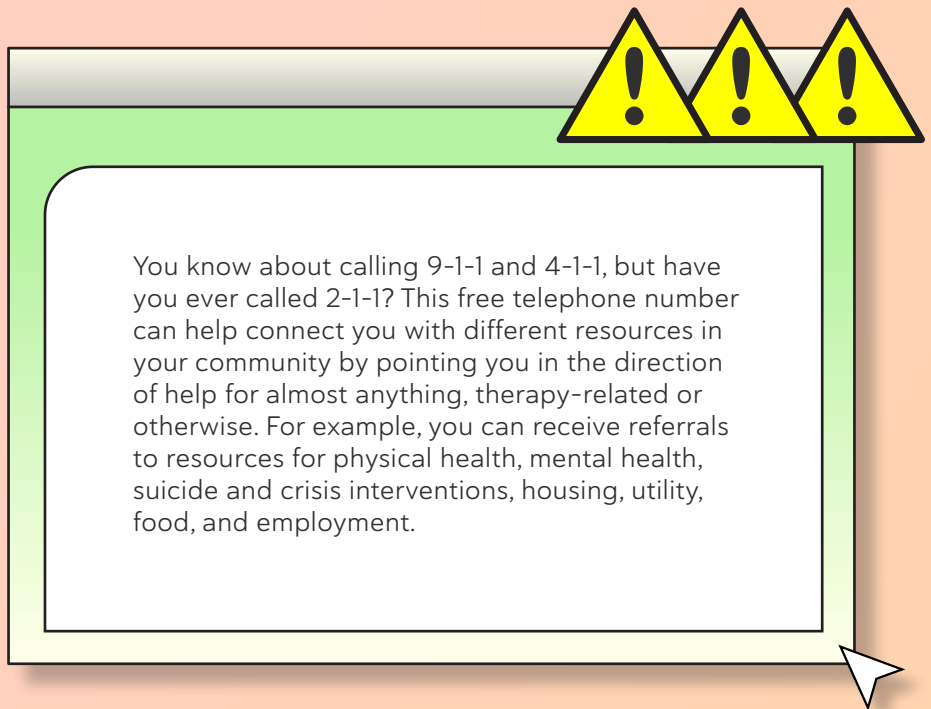 You know about calling 9-1-1 and 4-1-1, but have
you ever called 2-1-1? This free telephone number
can help connect you with different resources in
your community by pointing you in the direction
of help for almost anything, therapy-related or
otherwise. For example, you can receive referrals
to resources for physical health, mental health,
suicide and crisis interventions, housing, utility,
food, and employment.